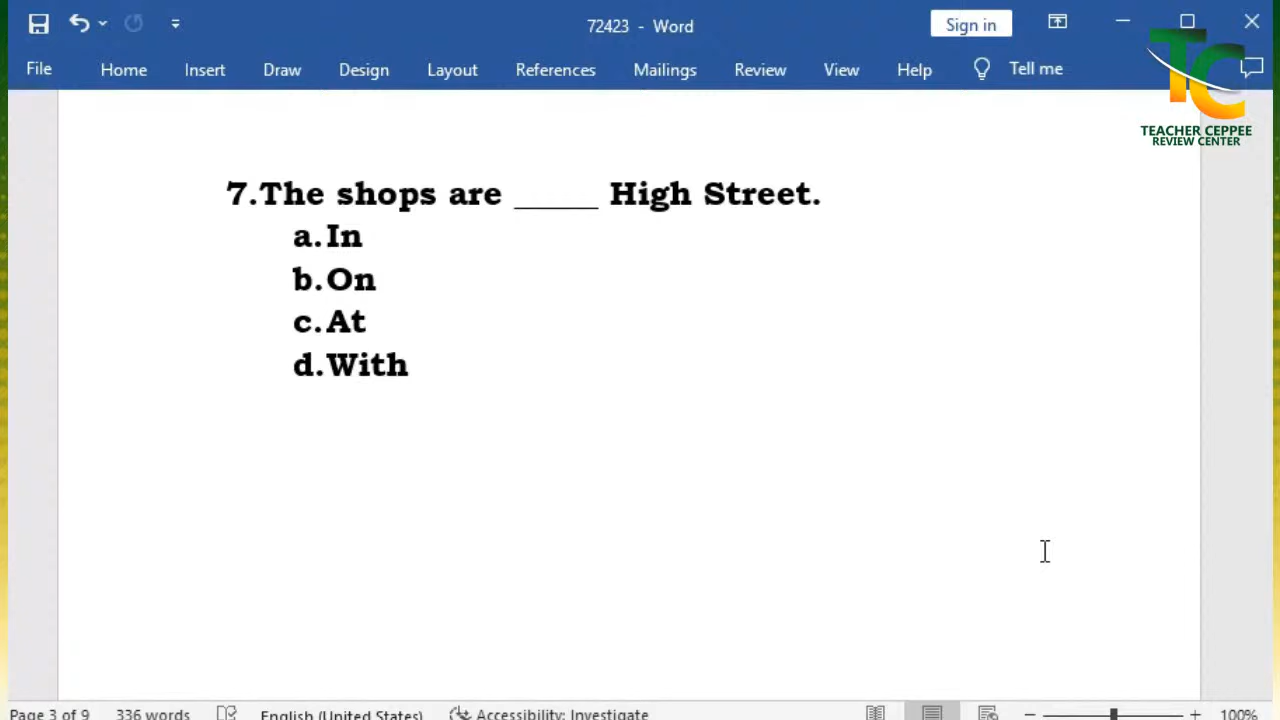 72423 - Word
Sign in
File Home Insert Draw Design Layout References Mailings Review View Help Tell me
TC
TEACHER CEPPEE
REVIEW CENTER
7.The shops are _____ High Street.
a.In
b.On
c.At
d.With
Page 3 of 9 336 words English (United States) Accessibility: Investigate 100%